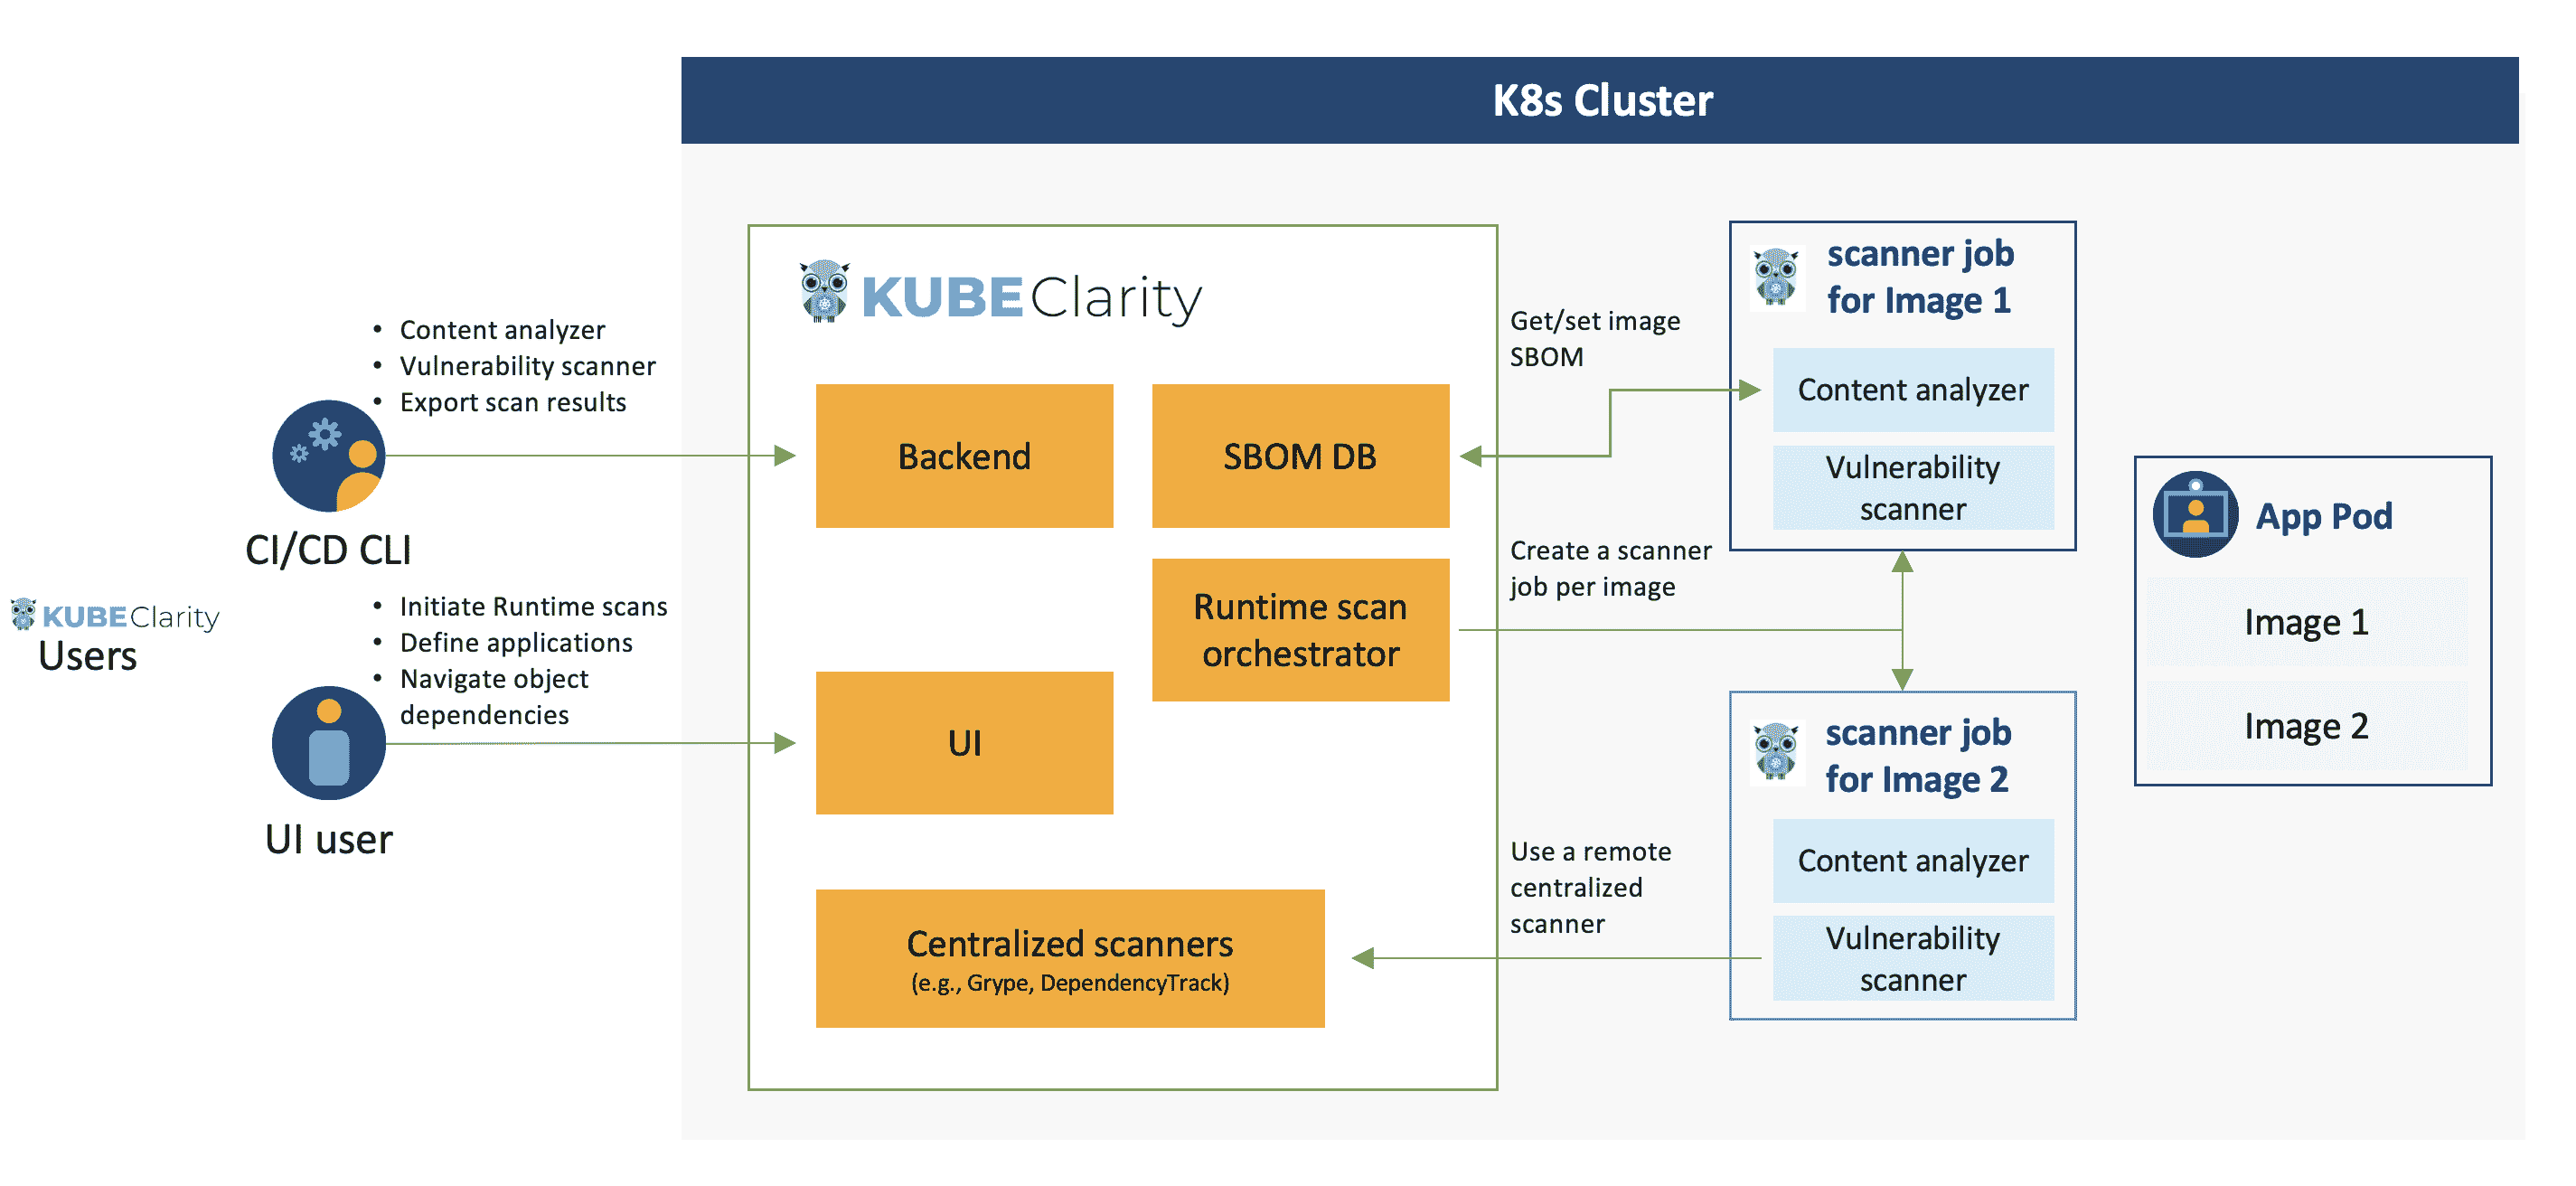 K8s Cluster
KUBEClarity
Users
• Content analyzer
• Vulnerability scanner
• Export scan results
CI/CD CLI
• Initiate Runtime scans
• Define applications
• Navigate object
dependencies
UI user
KUBEClarity
Backend
SBOM DB
Runtime scan
orchestrator
UI
Centralized scanners
(e.g., Grype, DependencyTrack)
Get/set image
SBOM
Create a scanner
job per image
Use a remote
centralized
scanner
scanner job
for Image 1
Content analyzer
Vulnerability
scanner
scanner job
for Image 2
Content analyzer
Vulnerability
scanner
App Pod
Image 1
Image 2